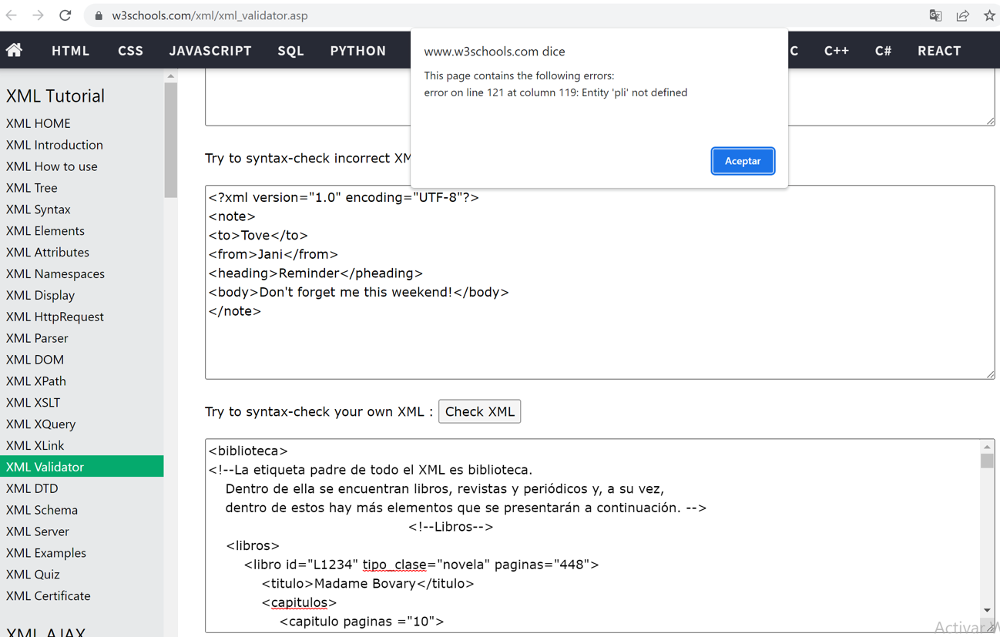 w3schools.com/xml/xml_validator.asp
HTML CSS JAVASCRIPT SQL PYTHON C C++ C# REACT
www.w3schools.com dice
This page contains the following errors:
error on line 121 at column 119: Entity 'pli' not defined
Aceptar
XML Tutorial
XML HOME
XML Introduction
XML How to use
XML Tree
XML Syntax
XML Elements
XML Attributes
XML Namespaces
XML Display
XML HttpRequest
XML Parser
XML DOM
XML XPath
XML XSLT
XML XQuery
XML XLink
XML Validator
XML DTD
XML Schema
XML Server
XML Examples
XML Quiz
XML Certificate
XML AJAX
Try to syntax-check incorrect XM
<?xml version="1.0" encoding="UTF-8"?>
<note>
<to>Tove</to>
<from>Jani</from>
<heading>Reminder</pheading>
<body>Don't forget me this weekend!</body>
</note>
Try to syntax-check your own XML :
Check XML
<biblioteca>
<!--La etiqueta padre de todo el XML es biblioteca.
Dentro de ella se encuentran libros, revistas y periódicos y, a su vez,
dentro de estos hay más elementos que se presentarán a continuación. -->
<!--Libros-->
<libros>
<libro id="L1234" tipo_clase="novela" paginas="448">
<titulo>Madame Bovary</titulo>
<capitulos>
<capitulo paginas ="10">
Activar W